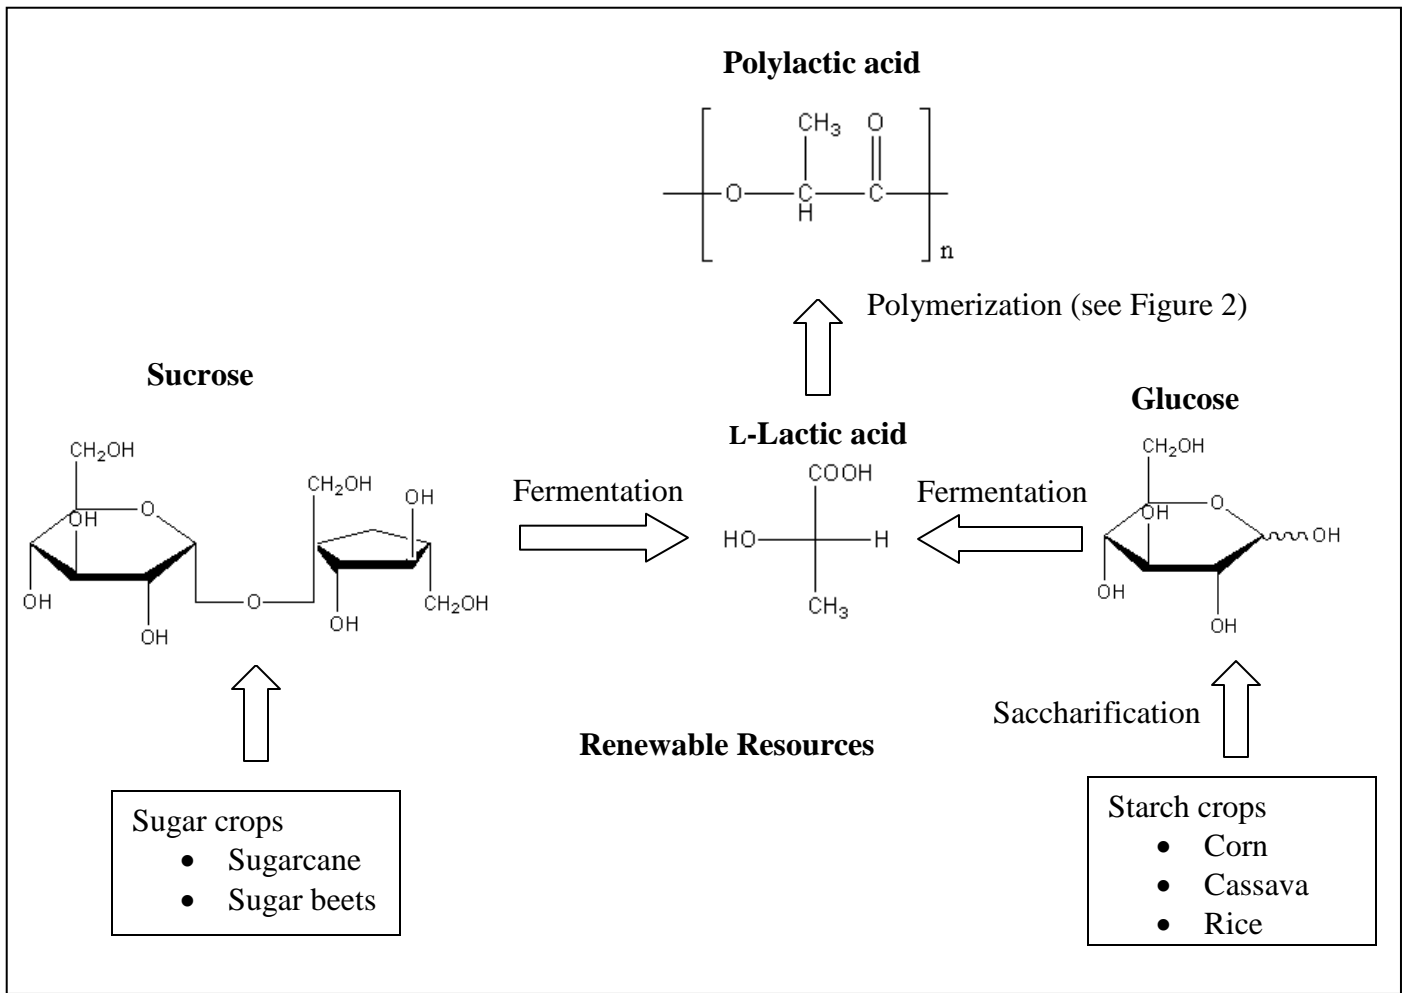 Polylactic acid
CH3 O
O C C
H
n
Polymerization (see Figure 2)
Sucrose
Glucose
L-Lactic acid
CH2OH
O
OH
OH
OH
O
CH2OH
OH
OH
CH2OH
Fermentation
COOH
HO H
CH3
Fermentation
CH2OH
O
OH
OH
OH
OH
Saccharification
Renewable Resources
Sugar crops
• Sugarcane
• Sugar beets
Starch crops
• Corn
• Cassava
• Rice